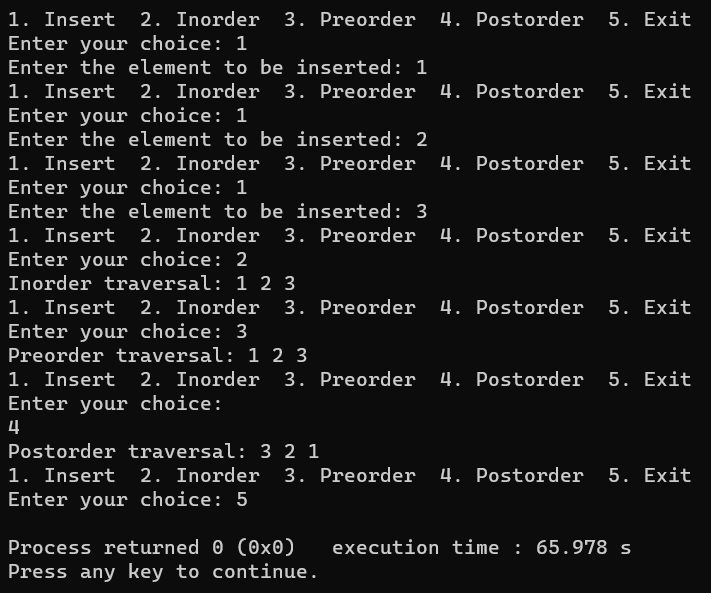 1. Insert  2. Inorder  3. Preorder  4. Postorder  5. Exit
Enter your choice: 1
Enter the element to be inserted: 1
1. Insert  2. Inorder  3. Preorder  4. Postorder  5. Exit
Enter your choice: 1
Enter the element to be inserted: 2
1. Insert  2. Inorder  3. Preorder  4. Postorder  5. Exit
Enter your choice: 1
Enter the element to be inserted: 3
1. Insert  2. Inorder  3. Preorder  4. Postorder  5. Exit
Enter your choice: 2
Inorder traversal: 1 2 3
1. Insert  2. Inorder  3. Preorder  4. Postorder  5. Exit
Enter your choice: 3
Preorder traversal: 1 2 3
1. Insert  2. Inorder  3. Preorder  4. Postorder  5. Exit
Enter your choice:
4
Postorder traversal: 3 2 1
1. Insert  2. Inorder  3. Preorder  4. Postorder  5. Exit
Enter your choice: 5

Process returned 0 (0x0)   execution time : 65.978 s
Press any key to continue.